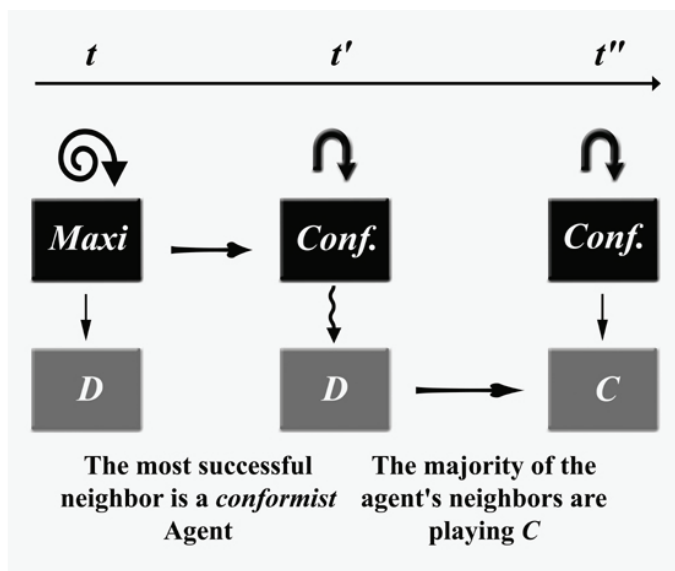 t t' t''
Maxi Conf. Conf.
D D C
The most successful
neighbor is a conformist
Agent
The majority of the
agent's neighbors are
playing C